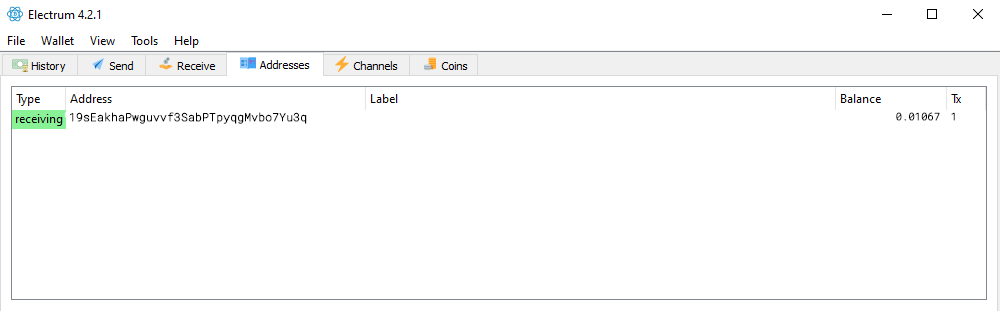 Electrum 4.2.1
File Wallet View Tools Help
History Send Receive Addresses Channels Coins
Type Address Label Balance Tx
receiving 19sEakhaPwguvvf3SabPTpyqgMvbo7Yu3q 0.01067 1